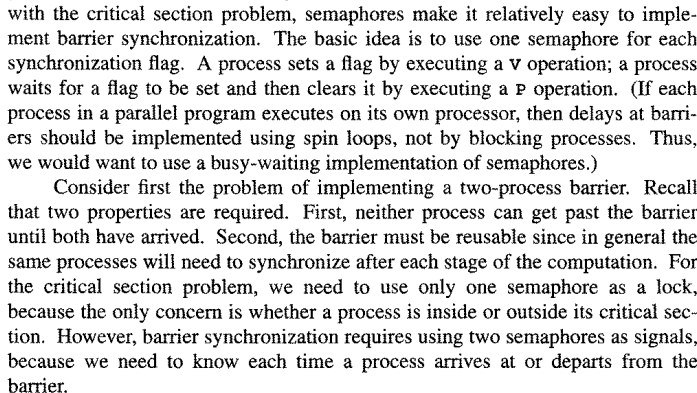 with the critical section problem, semaphores make it relatively easy to imple-
ment barrier synchronization. The basic idea is to use one semaphore for each
synchronization flag. A process sets a flag by executing a V operation; a process
waits for a flag to be set and then clears it by executing a P operation. (If each
process in a parallel program executes on its own processor, then delays at barri-
ers should be implemented using spin loops, not by blocking processes. Thus,
we would want to use a busy-waiting implementation of semaphores.)
Consider first the problem of implementing a two-process barrier. Recall
that two properties are required. First, neither process can get past the barrier
until both have arrived. Second, the barrier must be reusable since in general the
same processes will need to synchronize after each stage of the computation. For
the critical section problem, we need to use only one semaphore as a lock,
because the only concern is whether a process is inside or outside its critical sec-
tion. However, barrier synchronization requires using two semaphores as signals,
because we need to know each time a process arrives at or departs from the
barrier.